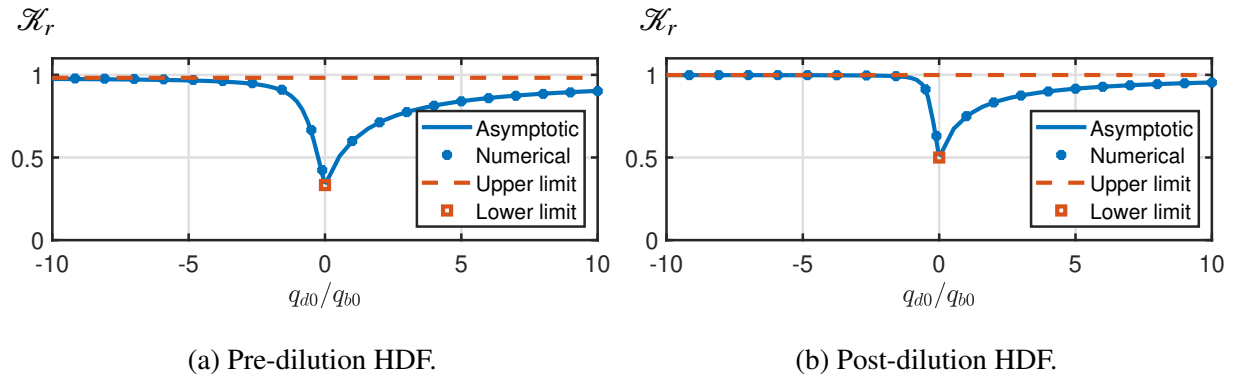 𝒦r
1
0.5
0
-10
-5
0
5
10
qd0/qb0
Asymptotic
Numerical
Upper limit
Lower limit
(a) Pre-dilution HDF.
𝒦r
1
0.5
0
-10
-5
0
5
10
qd0/qb0
Asymptotic
Numerical
Upper limit
Lower limit
(b) Post-dilution HDF.